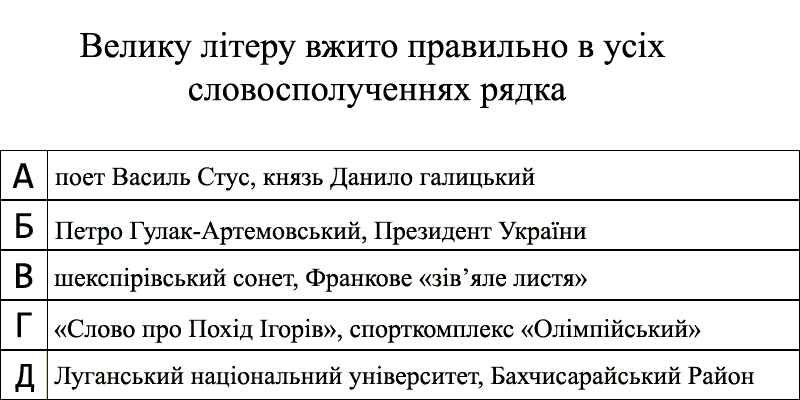 Велику літеру вжито правильно в усіх
словосполученнях рядка
А поет Василь Стус, князь Данило галицький
Б Петро Гулак-Артемовський, Президент України
В шекспірівський сонет, Франкове «зів’яле листя»
Г «Слово про Похід Ігорів», спорткомплекс «Олімпійський»
Д Луганський національний університет, Бахчисарайський Район